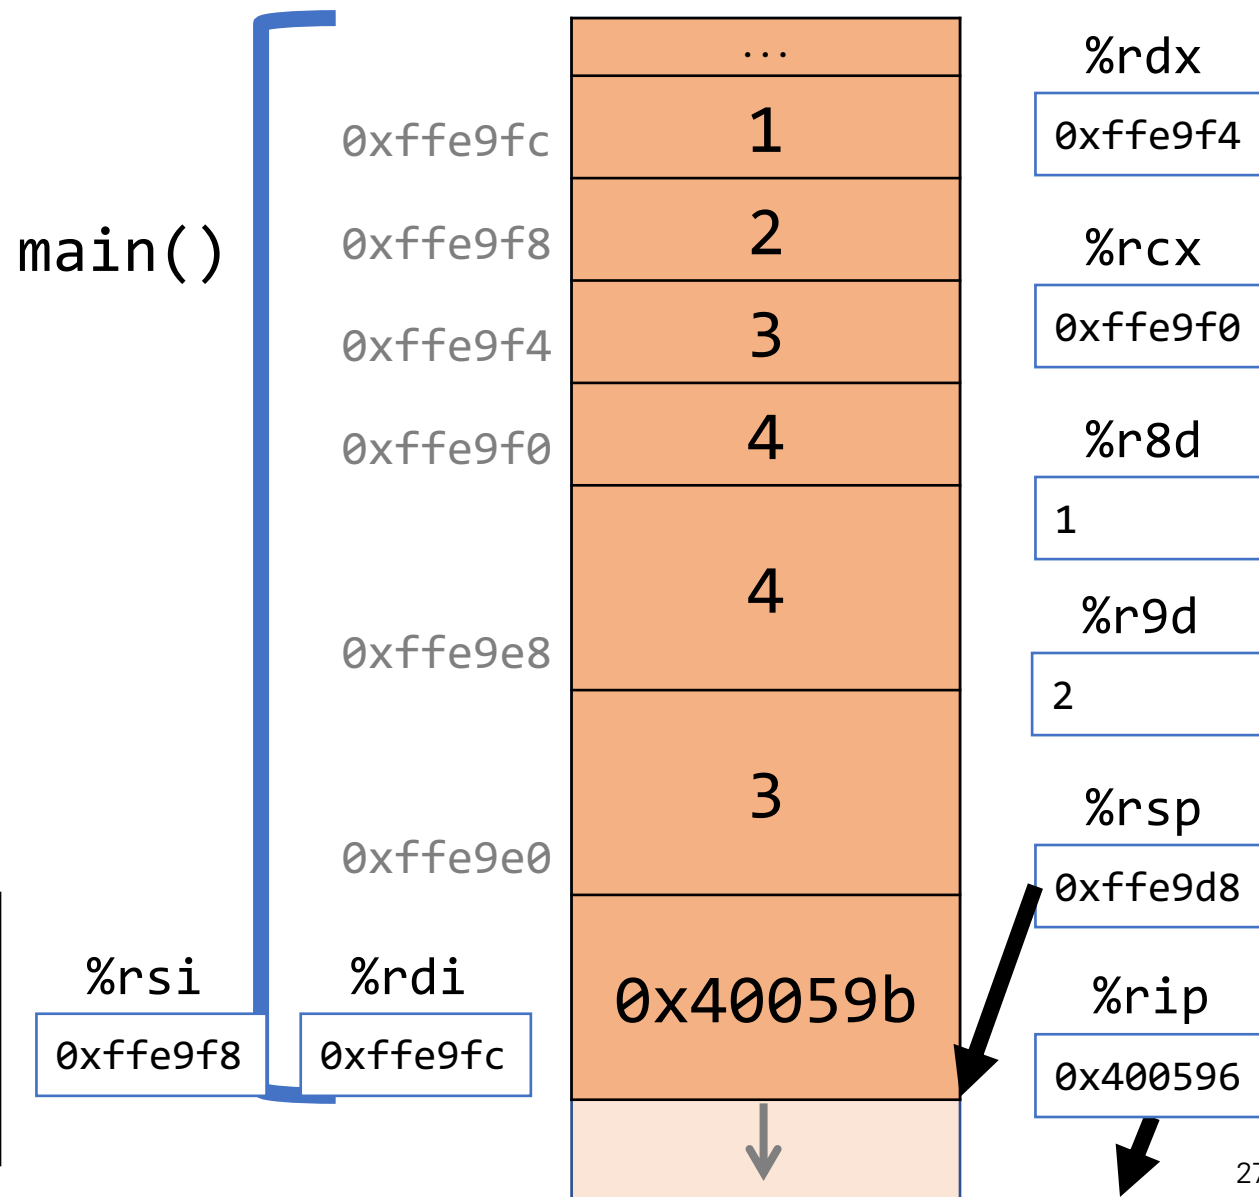 ...
%rdx
1
0xffe9fc
0xffe9f4
main()
2
0xffe9f8
%rcx
3
0xffe9f4
0xffe9f0
4
0xffe9f0
%r8d
1
4
0xffe9e8
%r9d
2
3
0xffe9e0
%rsp
0xffe9d8
%rsi
%rdi
0x40059b
%rip
0xffe9f8
0xffe9fc
0x400596
27